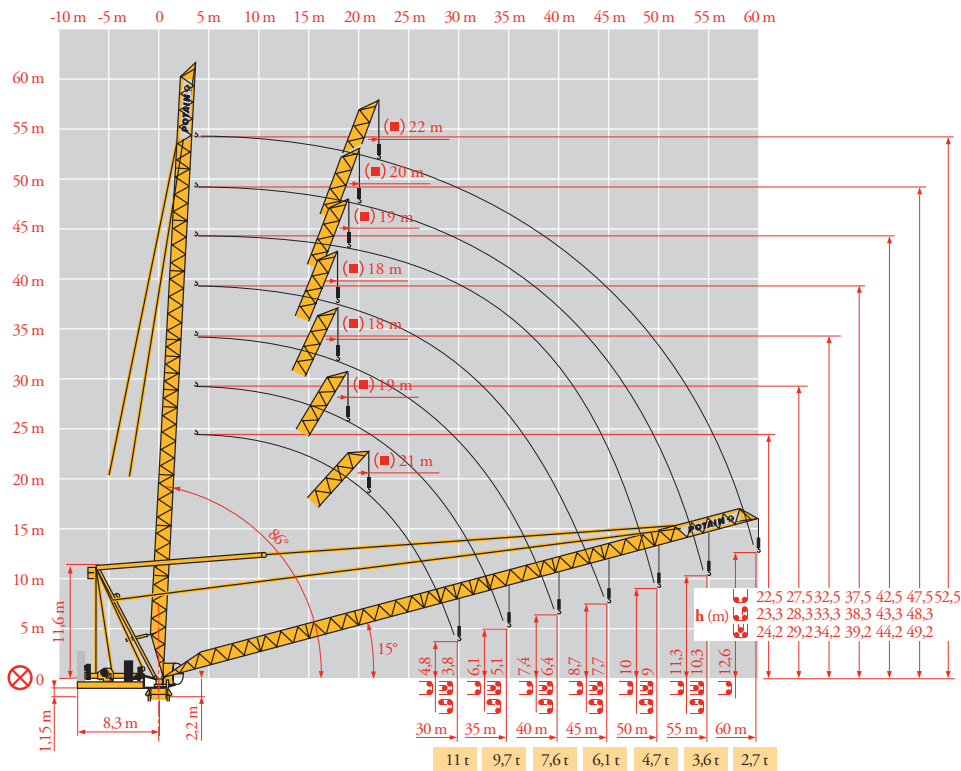 -10 m -5 m 0 5 m 10 m 15 m 20 m 25 m 30 m 35 m 40 m 45 m 50 m 55 m 60 m
60 m
55 m
50 m
45 m
40 m
35 m
30 m
25 m
20 m
15 m
10 m
5 m
0
POTAIN
(■) 22 m
(■) 20 m
(■) 19 m
(■) 18 m
(■) 18 m
(■) 19 m
(■) 21 m
86°
15°
POTAIN
11,6 m
h (m)
22,5 27,5 32,5 37,5 42,5 47,5 52,5
23,3 28,3 33,3 38,3 43,3 48,3
24,2 29,2 34,2 39,2 44,2 49,2
4,8 3,8 6,1 5,1 7,4 6,4 8,7 7,7 10 9 11,3 10,3 12,6
1,15 m
8,3 m
2,2 m
30 m 35 m 40 m 45 m 50 m 55 m 60 m
11 t 9,7 t 7,6 t 6,1 t 4,7 t 3,6 t 2,7 t